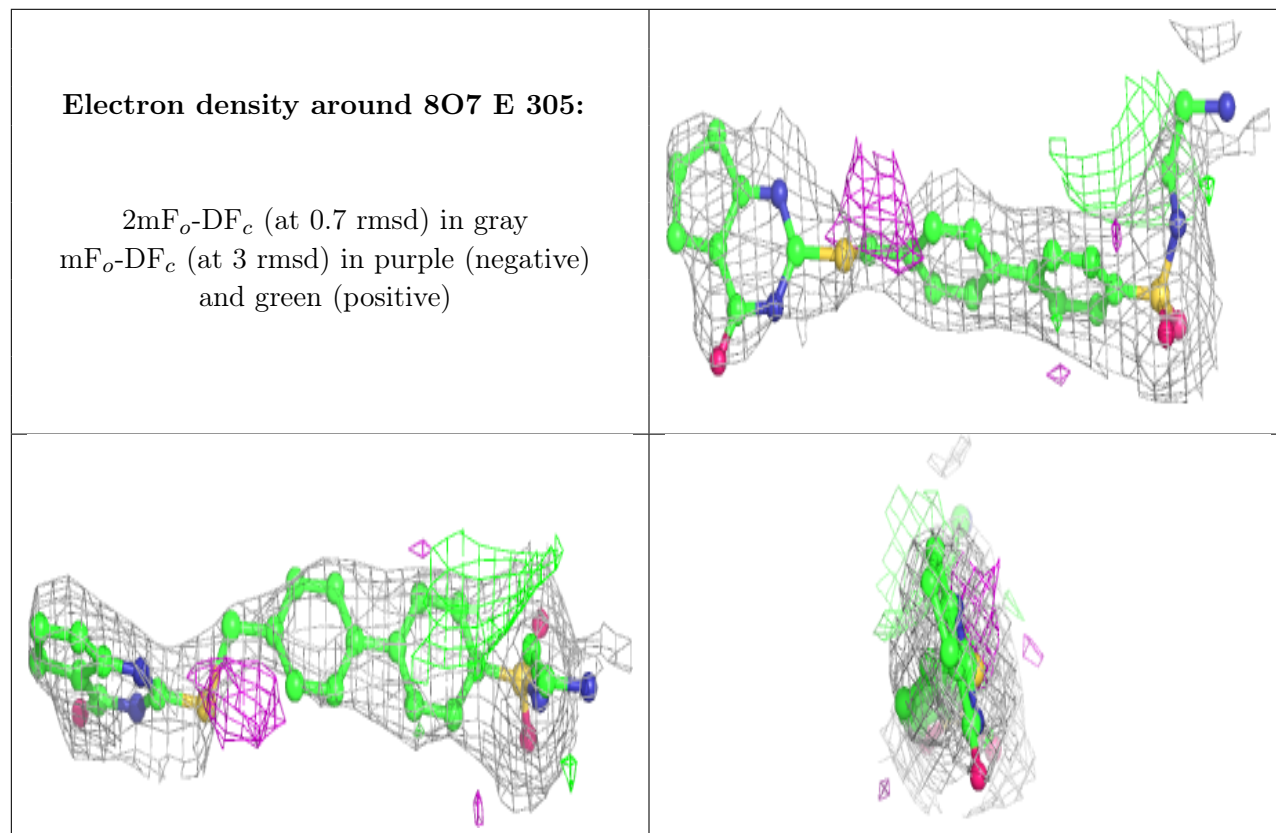 Electron density around 8O7 E 305:
2mFo-DFc (at 0.7 rmsd) in gray
mFo-DFc (at 3 rmsd) in purple (negative)
and green (positive)